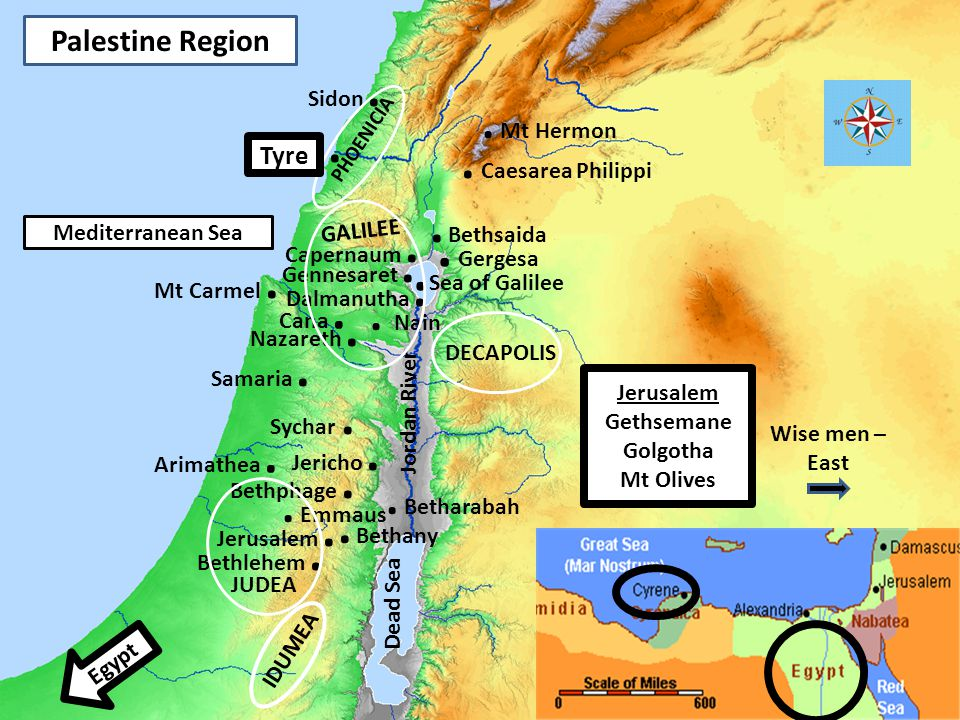 Palestine Region
Sidon
PHOENICIA
Tyre
Mt Hermon
Caesarea Philippi
N
W
E
S
Mediterranean Sea
GALILEE
Bethsaida
Capernaum
Gergesa
Gennesaret
Sea of Galilee
Mt Carmel
Dalmanutha
Cana
Nain
Nazareth
DECAPOLIS
Jordan River
Samaria
Jerusalem
Gethsemane
Golgotha
Mt Olives
Wise men –
East
Sychar
Arimathea
Jericho
Bethphage
Betharabah
Emmaus
Jerusalem
Bethany
Bethlehem
JUDEA
Dead Sea
IDUMEA
Egypt
Great Sea
(Mar Nostrum)
Damascus
Cyrene
Jerusalem
Alexandria
Nabatea
midia
Egypt
Scale of Miles
0
600
Red
Sea